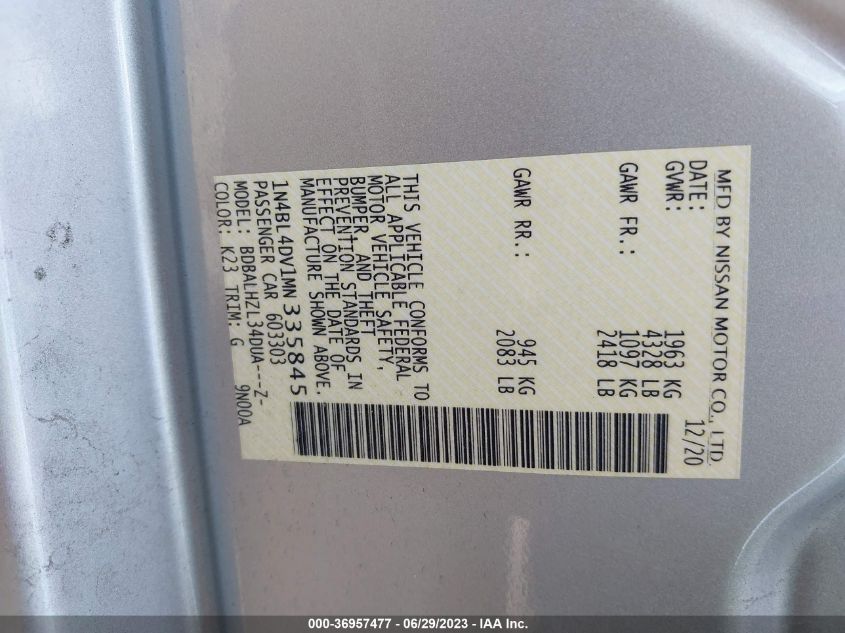 MFD BY NISSAN MOTOR CO., LTD.
DATE: 12/20
GVWR: 1963 KG
4328 LB
GAWR FR.: 1097 KG
2418 LB
GAWR RR.: 945 KG
2083 LB
THIS VEHICLE CONFORMS TO
ALL APPLICABLE FEDERAL
MOTOR VEHICLE SAFETY,
BUMPER, AND THEFT
PREVENTION STANDARDS IN
EFFECT ON THE DATE OF
MANUFACTURE SHOWN ABOVE.
1N4BL4DV1MN335845
PASSENGER CAR 603303
MODEL: BDBALHZL34DUA---Z-
COLOR: K23 TRIM: G 9N00A
000-36957477 - 06/29/2023 - IAA Inc.